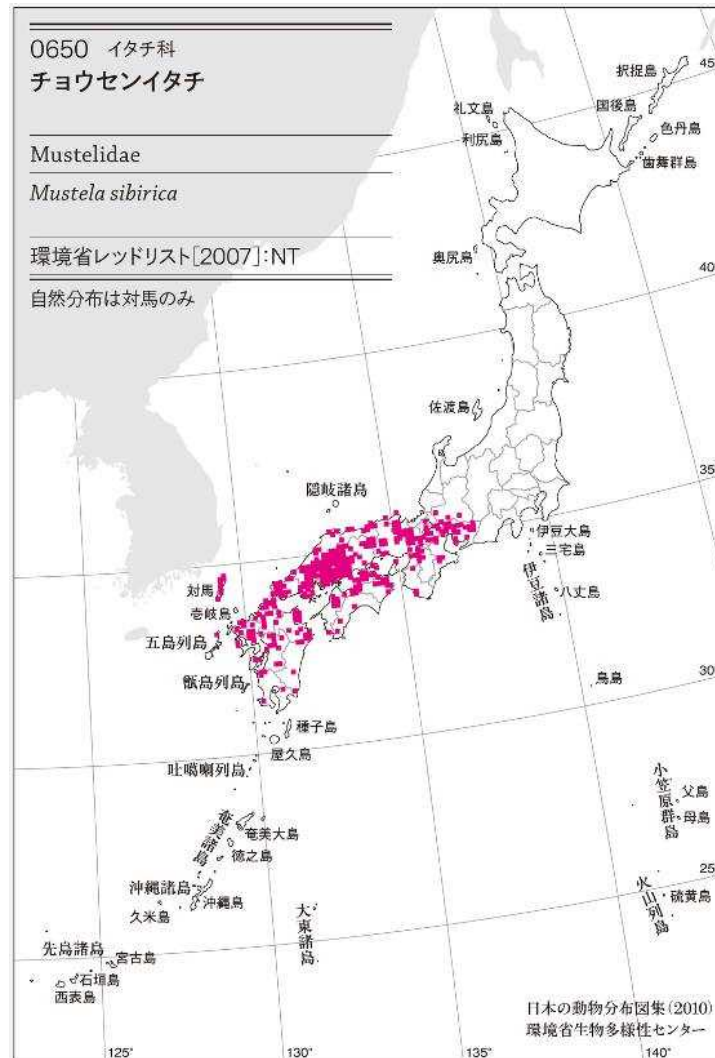 0650 イタチ科
チョウセンイタチ
Mustelidae
Mustela sibirica
環境省レッドリスト[2007]:NT
自然分布は対馬のみ
45°
択捉島
国後島
礼文島
色丹島
利尻島
歯舞群島
奥尻島
40°
佐渡島
35°
隠岐諸島
伊豆大島
三宅島
伊豆諸島
八丈島
対馬
壱岐島
五島列島
甑島列島
鳥島
30°
種子島
屋久島
吐噶喇列島
小笠原群島
父島
母島
奄美諸島
奄美大島
徳之島
25°
沖縄諸島
沖縄島
久米島
大東諸島
火山列島
硫黄島
先島諸島
宮古島
石垣島
西表島
日本の動物分布図集(2010)
環境省生物多様性センター
125°
130°
135°
140°